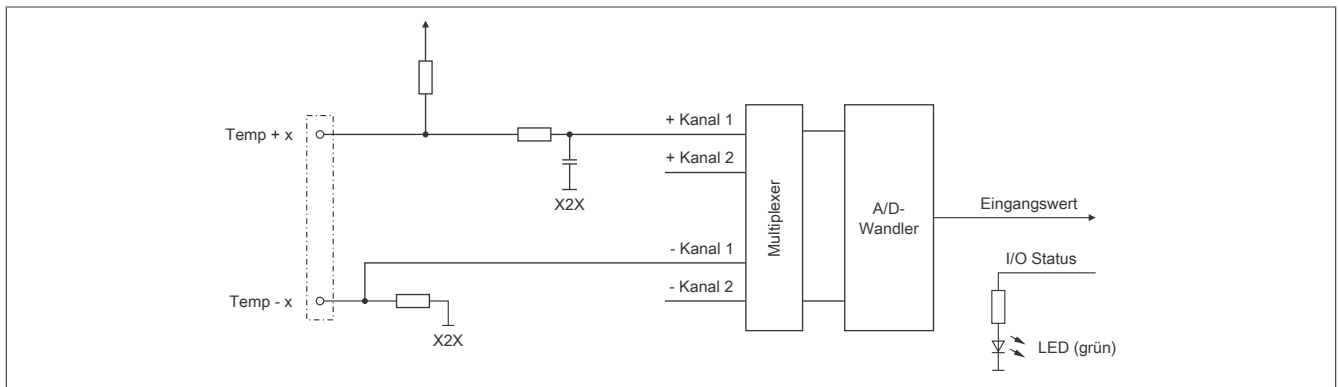 Temp + x
+ Kanal 1
+ Kanal 2
X2X
Multiplexer
A/D-
Wandler
Eingangswert
- Kanal 1
I/O Status
- Kanal 2
Temp - x
X2X
LED (grün)